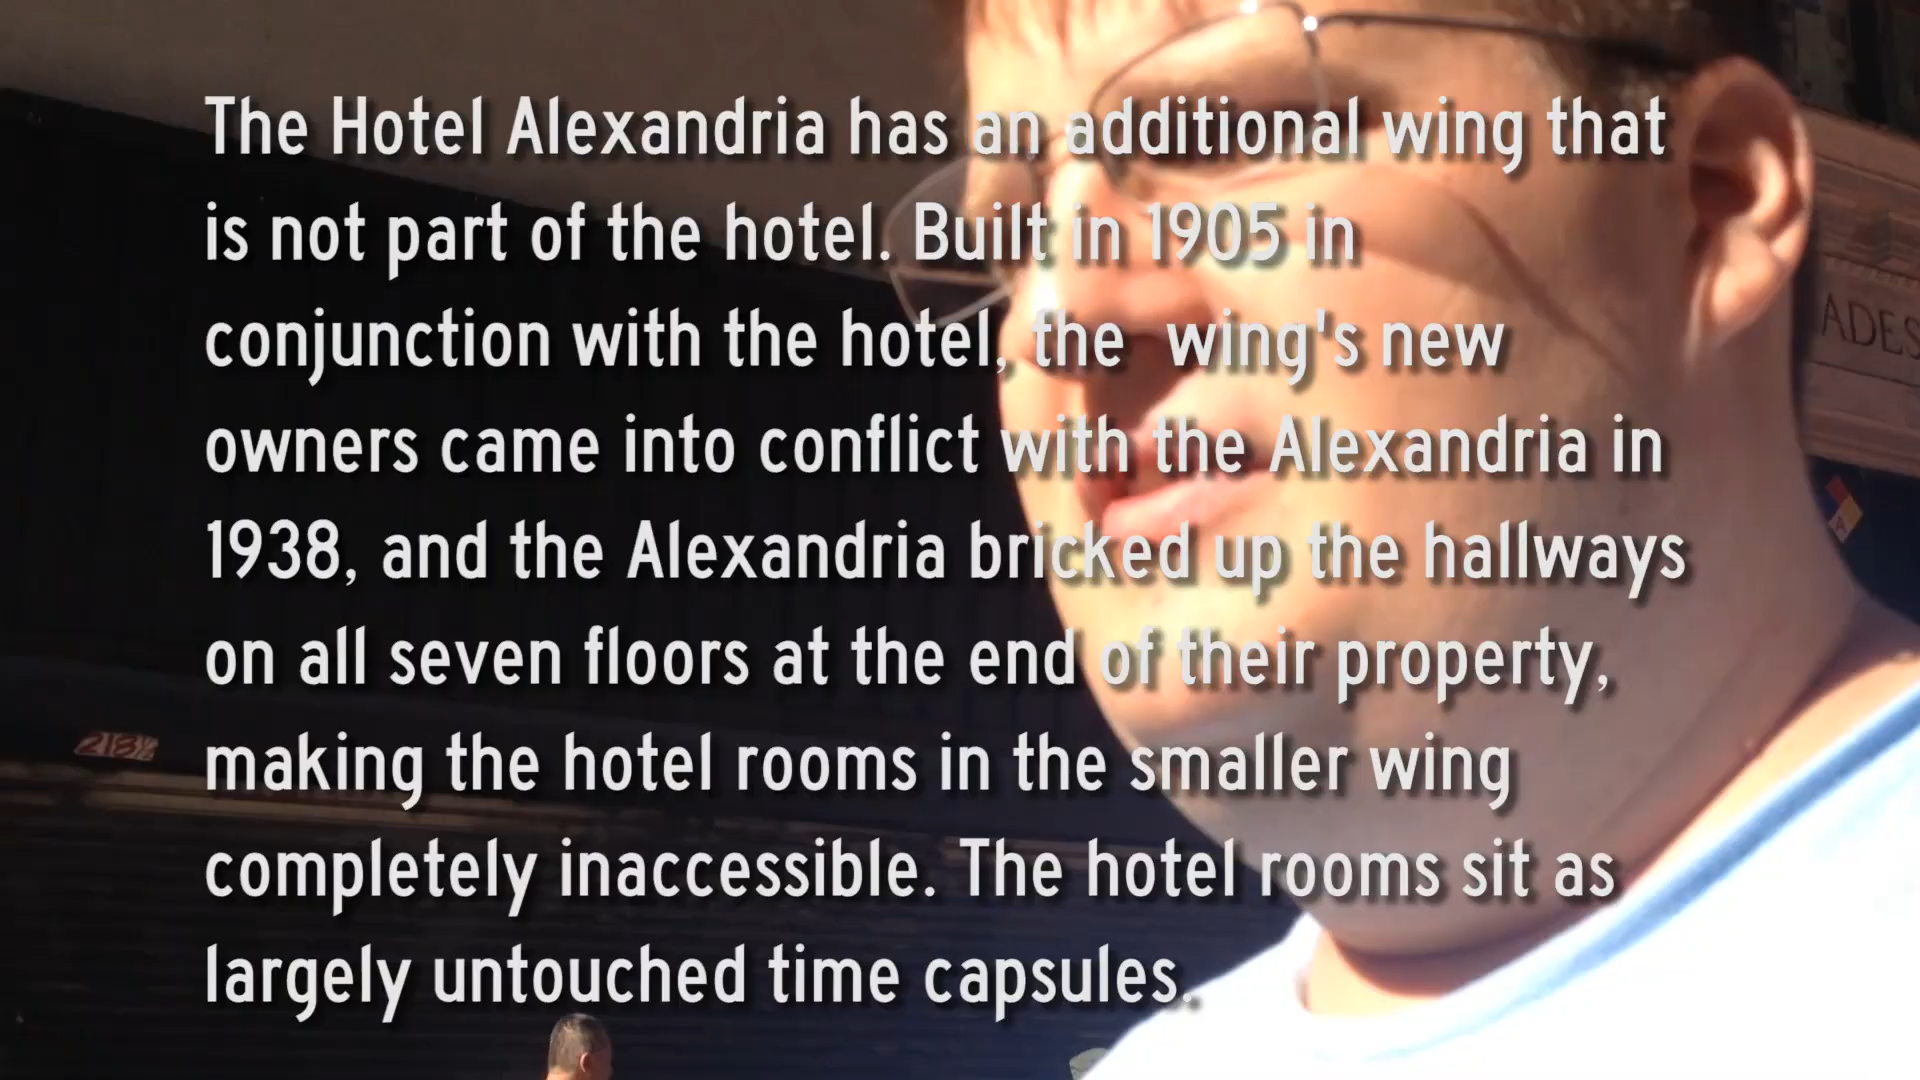 The Hotel Alexandria has an additional wing that
is not part of the hotel. Built in 1905 in
conjunction with the hotel, the  wing's new
owners came into conflict with the Alexandria in
1938, and the Alexandria bricked up the hallways
on all seven floors at the end of their property,
making the hotel rooms in the smaller wing
completely inaccessible. The hotel rooms sit as
largely untouched time capsules.
ADES
218½